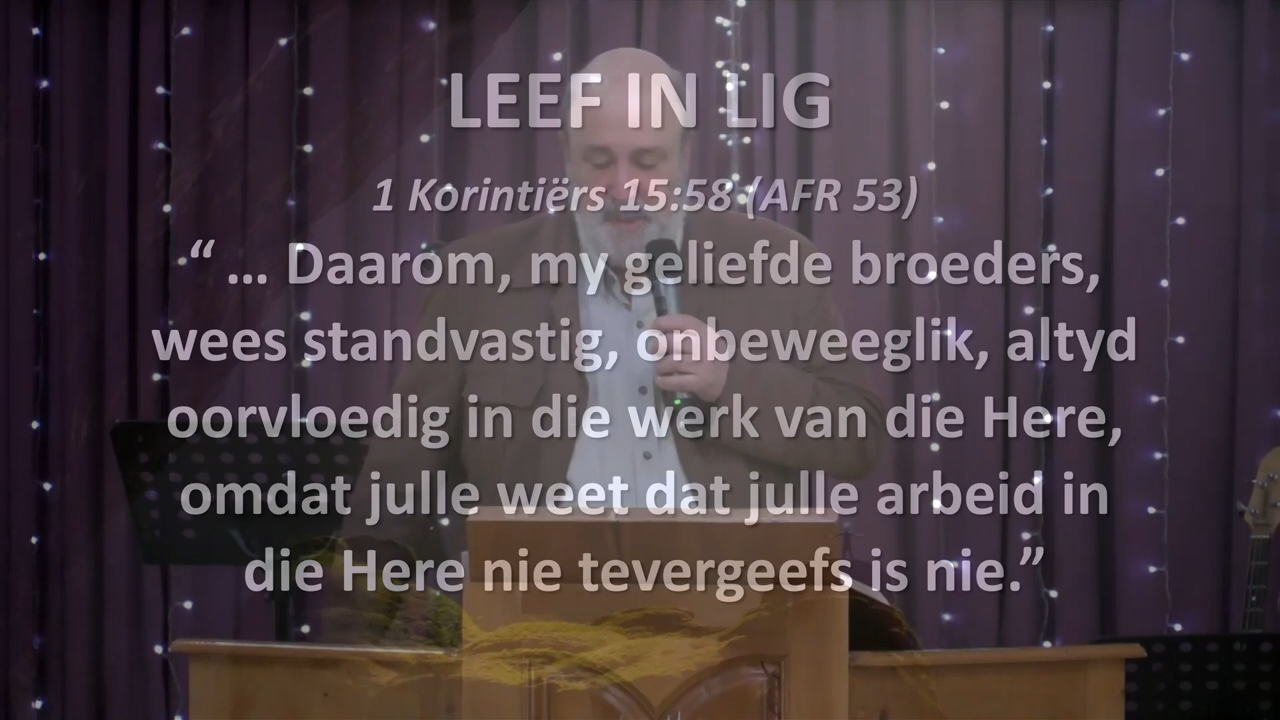 LEEF IN LIG
1 Korintiërs 15:58 (AFR 53)
“ ... Daarom, my geliefde broeders,
wees standvastig, onbeweeglik, altyd
oorvloedig in die werk van die Here,
omdat julle weet dat julle arbeid in
die Here nie tevergeefs is nie.”